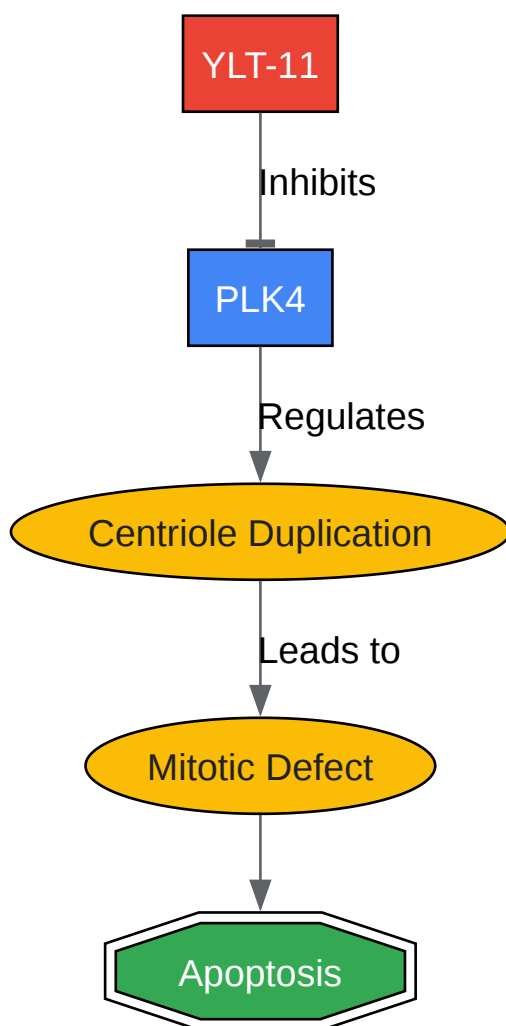 YLT-11
Inhibits
PLK4
Regulates
Centriole Duplication
Leads to
Mitotic Defect
Apoptosis